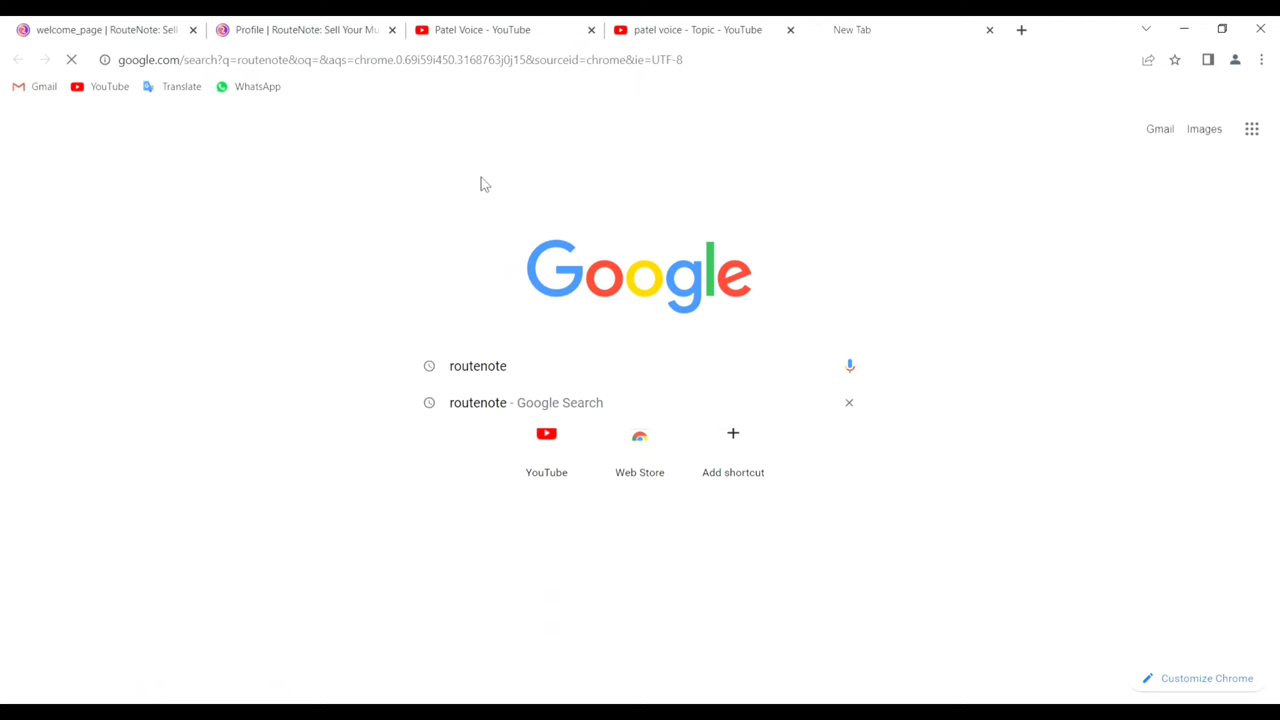 welcome_page | RouteNote: Sell
Profile | RouteNote: Sell Your Mu
Patel Voice - YouTube
patel voice - Topic - YouTube
New Tab
google.com/search?q=routenote&oq=&aqs=chrome.0.69i59i450.3168763j0j15&sourceid=chrome&ie=UTF-8
Gmail
YouTube
Translate
WhatsApp
Gmail
Images
Google
routenote
routenote - Google Search
YouTube
Web Store
Add shortcut
Customize Chrome